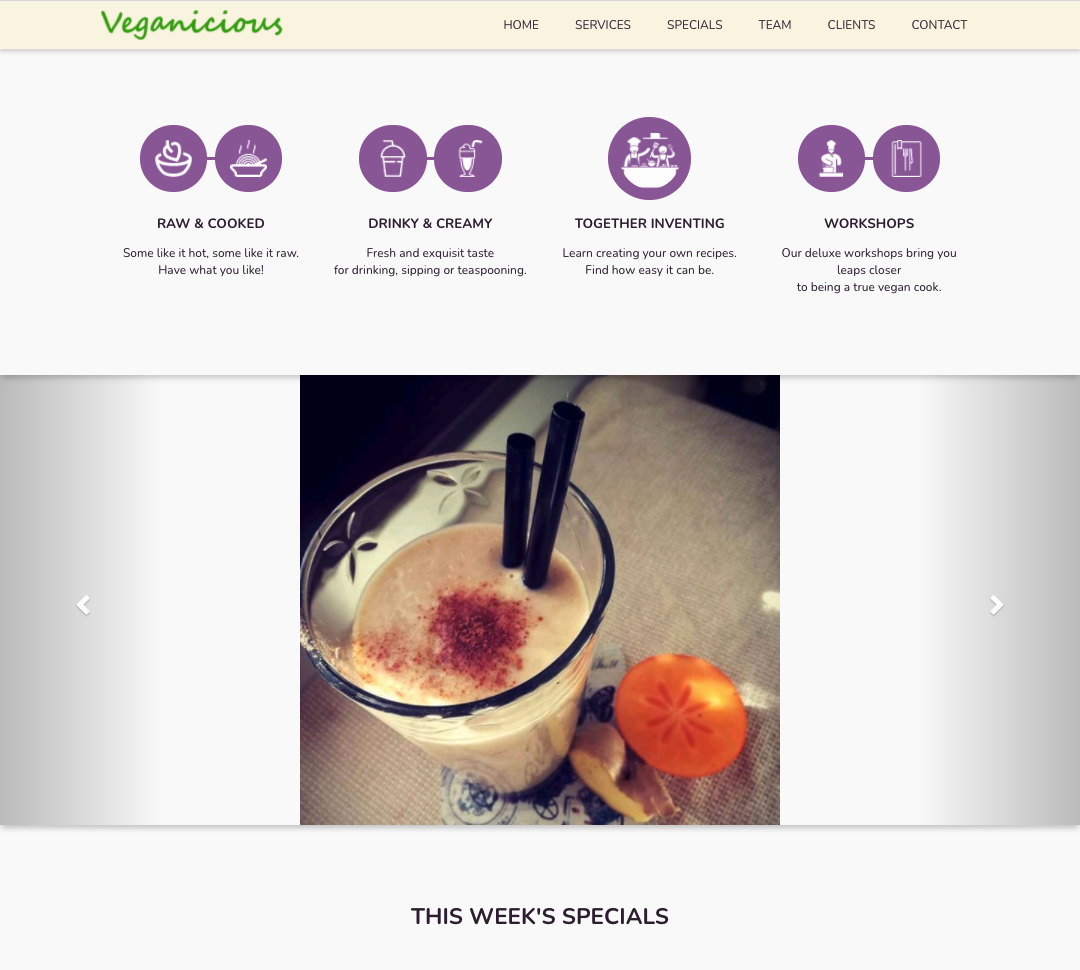 Veganicious
HOME SERVICES SPECIALS TEAM CLIENTS CONTACT
RAW & COOKED
Some like it hot, some like it raw.
Have what you like!
DRINKY & CREAMY
Fresh and exquisit taste
for drinking, sipping or teaspooning.
TOGETHER INVENTING
Learn creating your own recipes.
Find how easy it can be.
WORKSHOPS
Our deluxe workshops bring you
leaps closer
to being a true vegan cook.
THIS WEEK'S SPECIALS